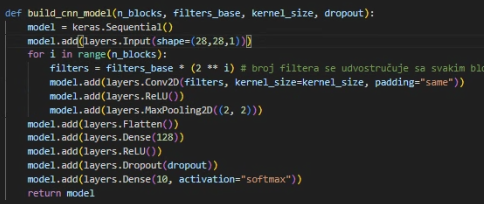 def build_cnn_model(n_blocks, filters_base, kernel_size, dropout):
    model = keras.Sequential()
    model.add(layers.Input(shape=(28,28,1)))
    for i in range(n_blocks):
        filters = filters_base * (2 ** i) # broj filtera se udvostručuje sa svakim blo
        model.add(layers.Conv2D(filters, kernel_size=kernel_size, padding="same"))
        model.add(layers.ReLU())
        model.add(layers.MaxPooling2D((2, 2)))
    model.add(layers.Flatten())
    model.add(layers.Dense(128))
    model.add(layers.ReLU())
    model.add(layers.Dropout(dropout))
    model.add(layers.Dense(10, activation="softmax"))
    return model